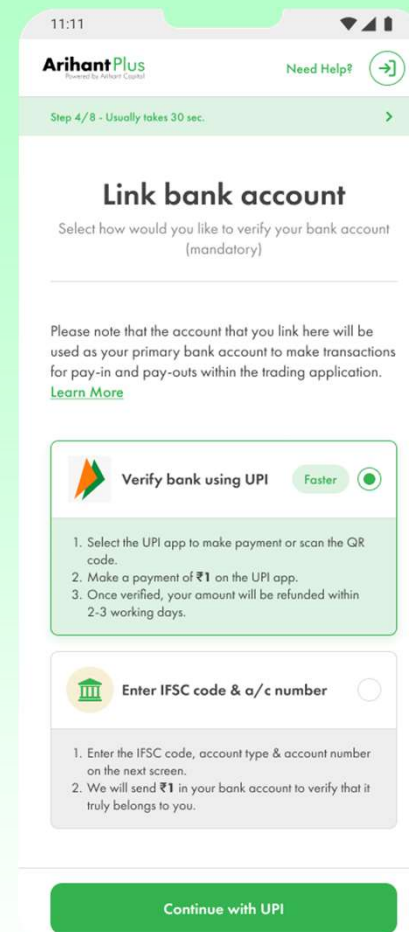 11:11
ArihantPlus
Powered by Arihant Capital
Need Help?
Step 4/8 - Usually takes 30 sec.
Link bank account
Select how would you like to verify your bank account
(mandatory)
Please note that the account that you link here will be
used as your primary bank account to make transactions
for pay-in and pay-outs within the trading application.
Learn More
Verify bank using UPI
Faster
1. Select the UPI app to make payment or scan the QR
code.
2. Make a payment of ₹1 on the UPI app.
3. Once verified, your amount will be refunded within
2-3 working days.
Enter IFSC code & a/c number
1. Enter the IFSC code, account type & account number
on the next screen.
2. We will send ₹1 in your bank account to verify that it
truly belongs to you.
Continue with UPI